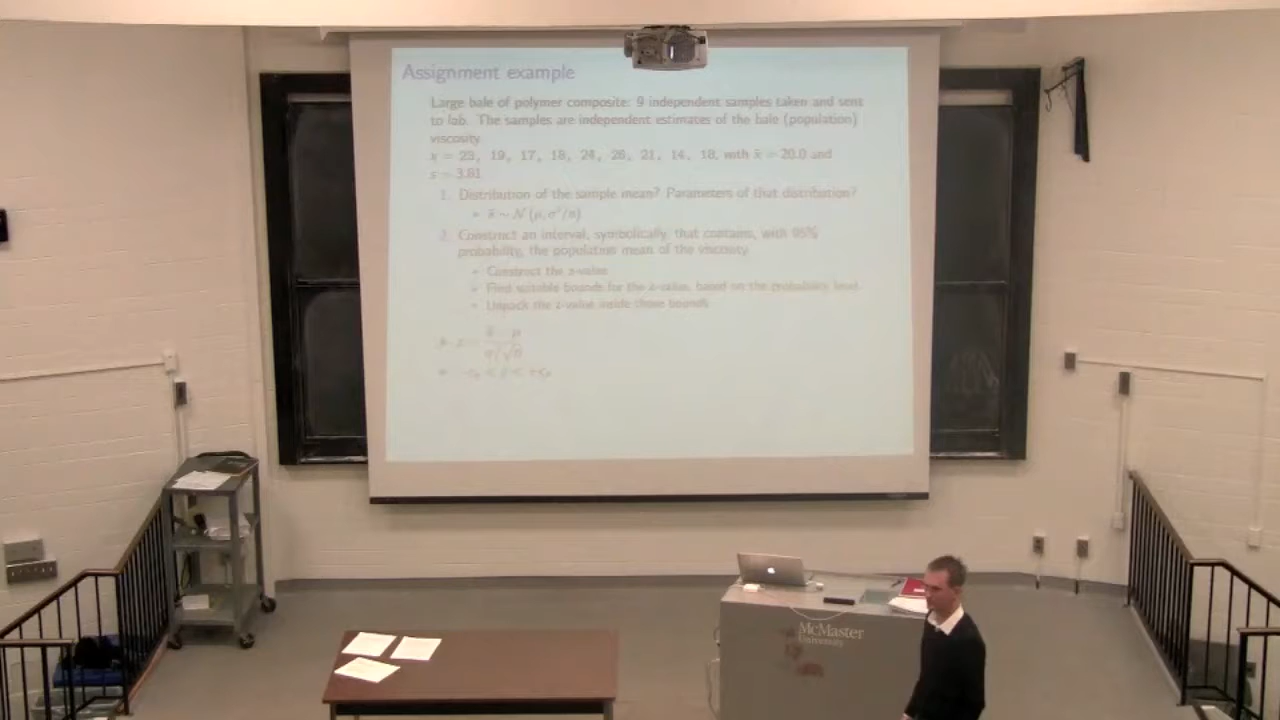 Assignment example
Large bale of polymer composite: 9 independent samples taken and sent
to lab. The samples are independent estimates of the bale (population)
viscosity.
x = 23, 19, 17, 18, 24, 26, 21, 14, 18, with x̄ = 20.0 and
s = 3.81
1. Distribution of the sample mean? Parameters of that distribution?
x̄ ∼ N (μ, σ²/n)
2. Construct an interval, symbolically, that contains, with 95%
probability, the population mean of the viscosity.
Construct the z-value
Find suitable bounds for the z-value, based on the probability level
Unpack the z-value inside those bounds
McMaster
University